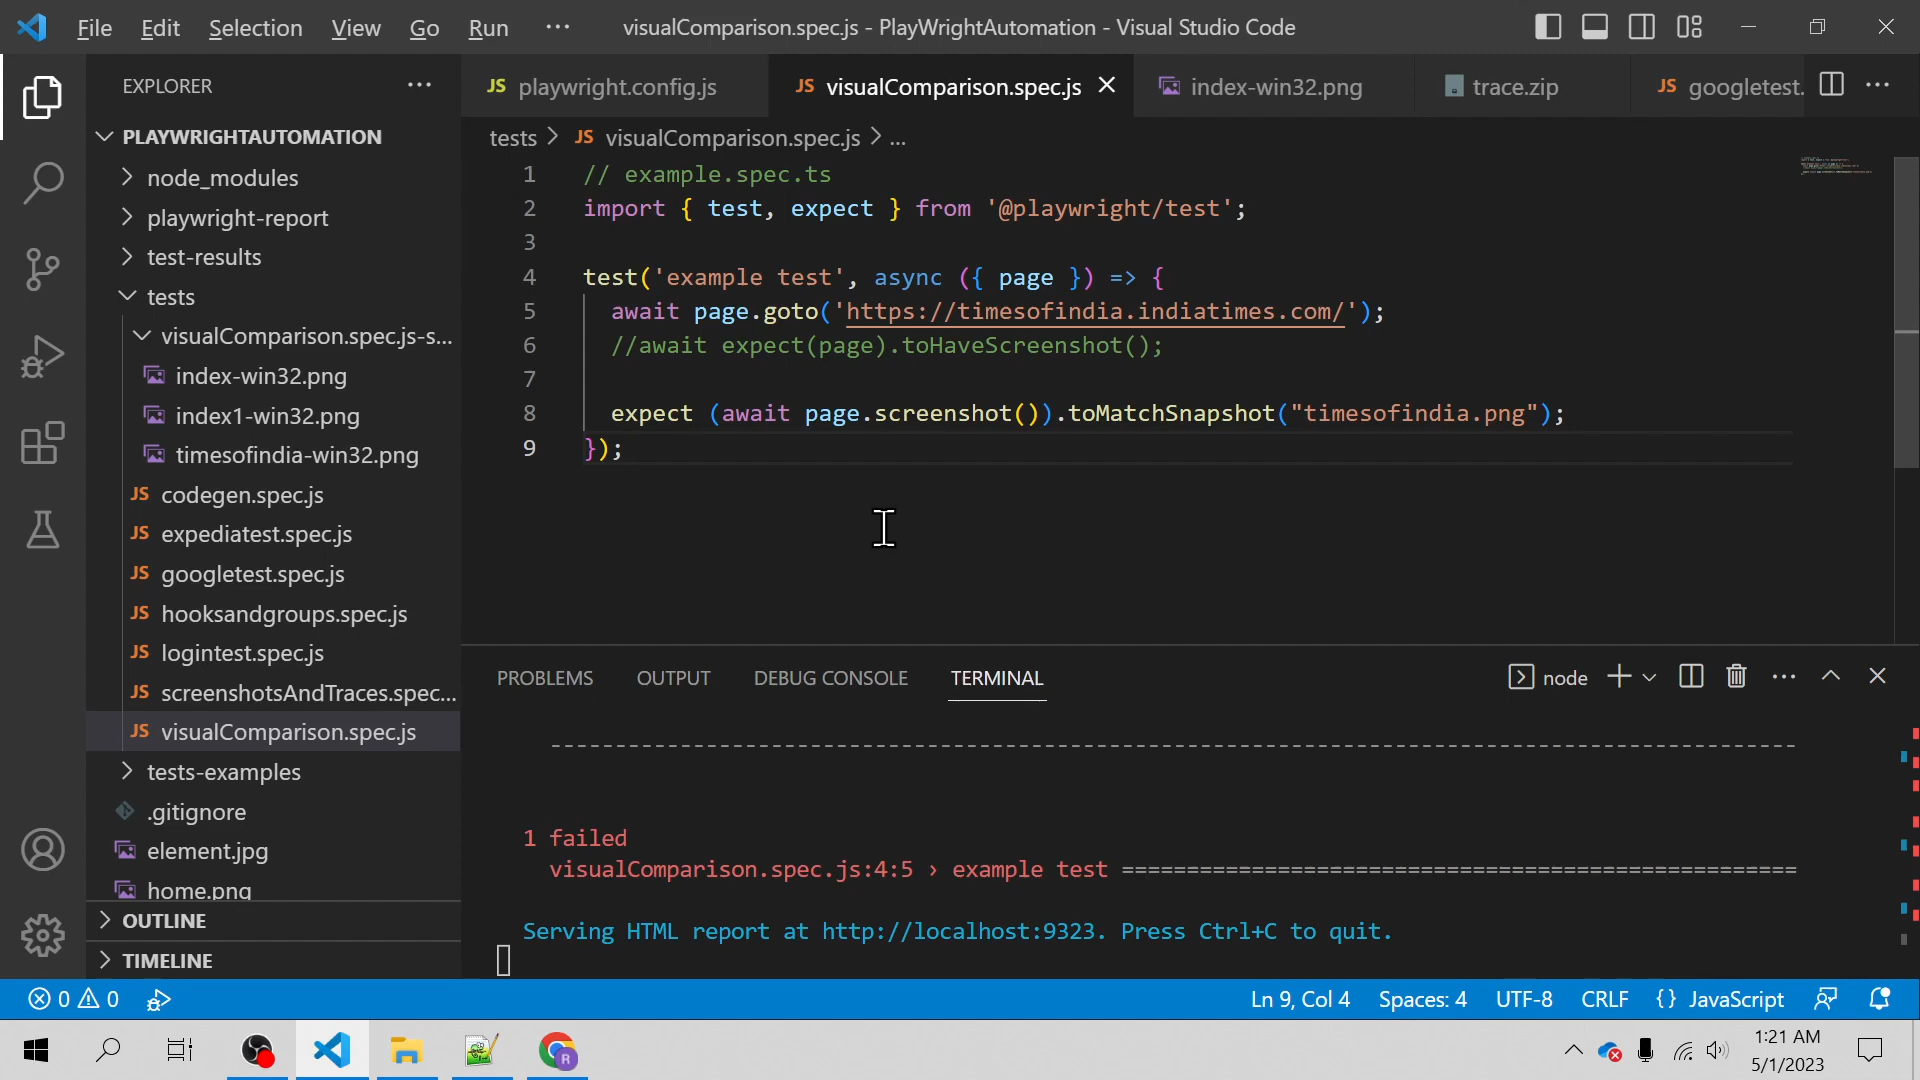 File Edit Selection View Go Run ··· visualComparison.spec.js - PlayWrightAutomation - Visual Studio Code
EXPLORER ···
PLAYWRIGHTAUTOMATION
node_modules
playwright-report
test-results
tests
visualComparison.spec.js-s...
index-win32.png
index1-win32.png
timesofindia-win32.png
JS codegen.spec.js
JS expediatest.spec.js
JS googletest.spec.js
JS hooksandgroups.spec.js
JS logintest.spec.js
JS screenshotsAndTraces.spec...
JS visualComparison.spec.js
tests-examples
.gitignore
element.jpg
home.png
OUTLINE
TIMELINE
JS playwright.config.js JS visualComparison.spec.js index-win32.png trace.zip JS googletest. ···
tests > JS visualComparison.spec.js > ...
1 // example.spec.ts
2 import { test, expect } from '@playwright/test';
3
4 test('example test', async ({ page }) => {
5 await page.goto('https://timesofindia.indiatimes.com/');
6 //await expect(page).toHaveScreenshot();
7
8 expect (await page.screenshot()).toMatchSnapshot("timesofindia.png");
9 });
PROBLEMS OUTPUT DEBUG CONSOLE TERMINAL node ···
------------------------------------------------------------------------------------------------
1 failed
visualComparison.spec.js:4:5 › example test ====================================================
Serving HTML report at http://localhost:9323. Press Ctrl+C to quit.
0 0 Ln 9, Col 4 Spaces: 4 UTF-8 CRLF {} JavaScript
R
1:21 AM
5/1/2023